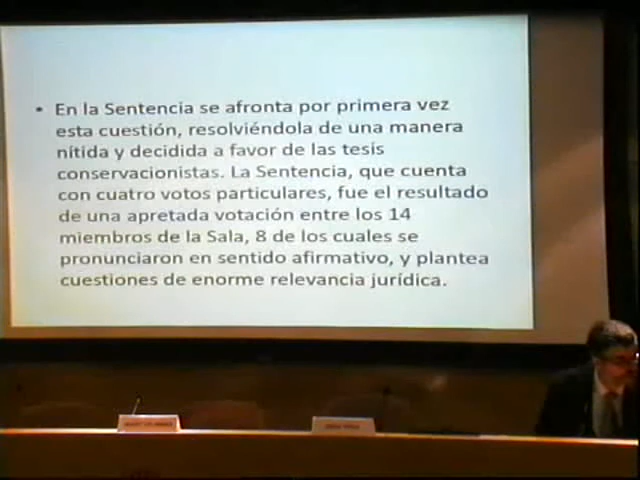 • En la Sentencia se afronta por primera vez
esta cuestión, resolviéndola de una manera
nítida y decidida a favor de las tesis
conservacionistas. La Sentencia, que cuenta
con cuatro votos particulares, fue el resultado
de una apretada votación entre los 14
miembros de la Sala, 8 de los cuales se
pronunciaron en sentido afirmativo, y plantea
cuestiones de enorme relevancia jurídica.